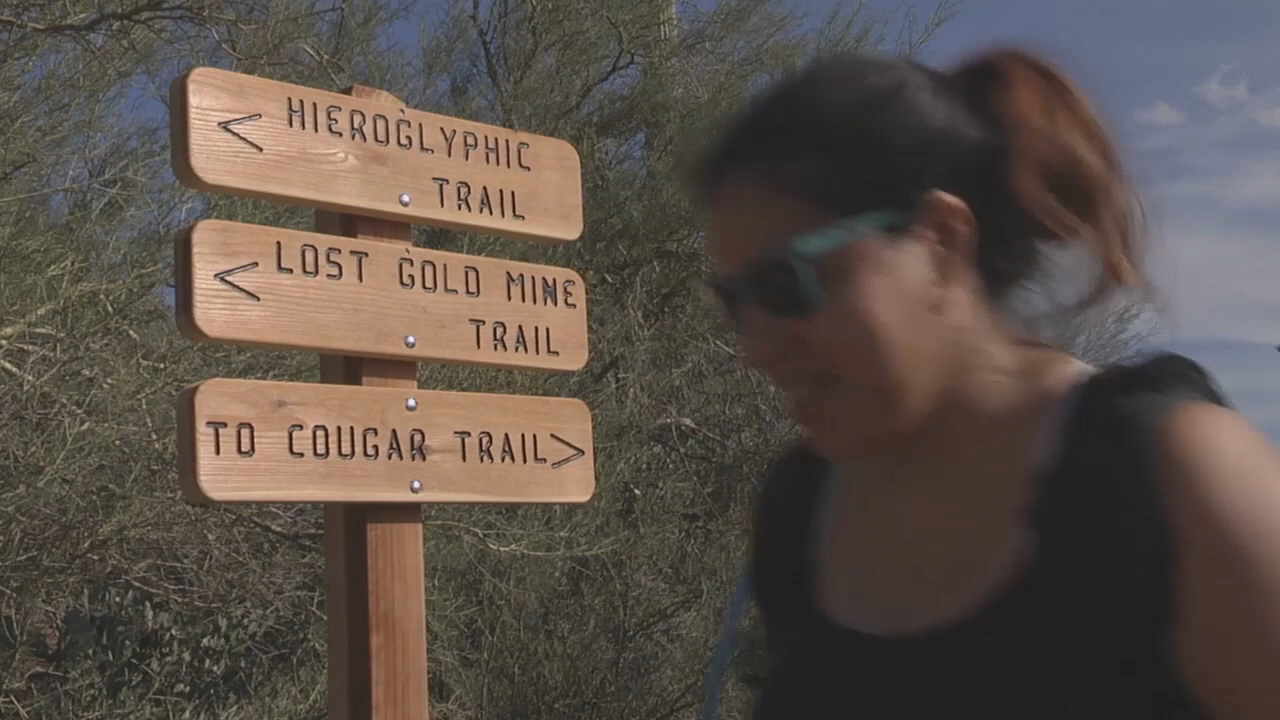 < HIEROGLYPHIC
TRAIL
< LOST GOLD MINE
TRAIL
TO COUGAR TRAIL >